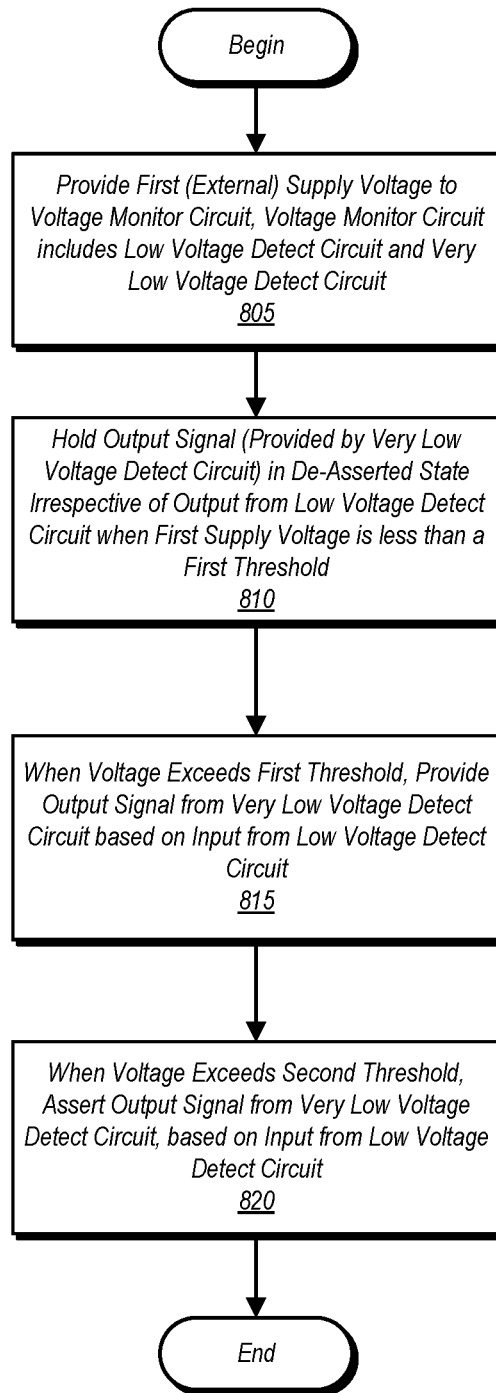 Begin
Provide First (External) Supply Voltage to
Voltage Monitor Circuit, Voltage Monitor Circuit
includes Low Voltage Detect Circuit and Very
Low Voltage Detect Circuit
805
Hold Output Signal (Provided by Very Low
Voltage Detect Circuit) in De-Asserted State
Irrespective of Output from Low Voltage Detect
Circuit when First Supply Voltage is less than a
First Threshold
810
When Voltage Exceeds First Threshold, Provide
Output Signal from Very Low Voltage Detect
Circuit based on Input from Low Voltage Detect
Circuit
815
When Voltage Exceeds Second Threshold,
Assert Output Signal from Very Low Voltage
Detect Circuit, based on Input from Low Voltage
Detect Circuit
820
End